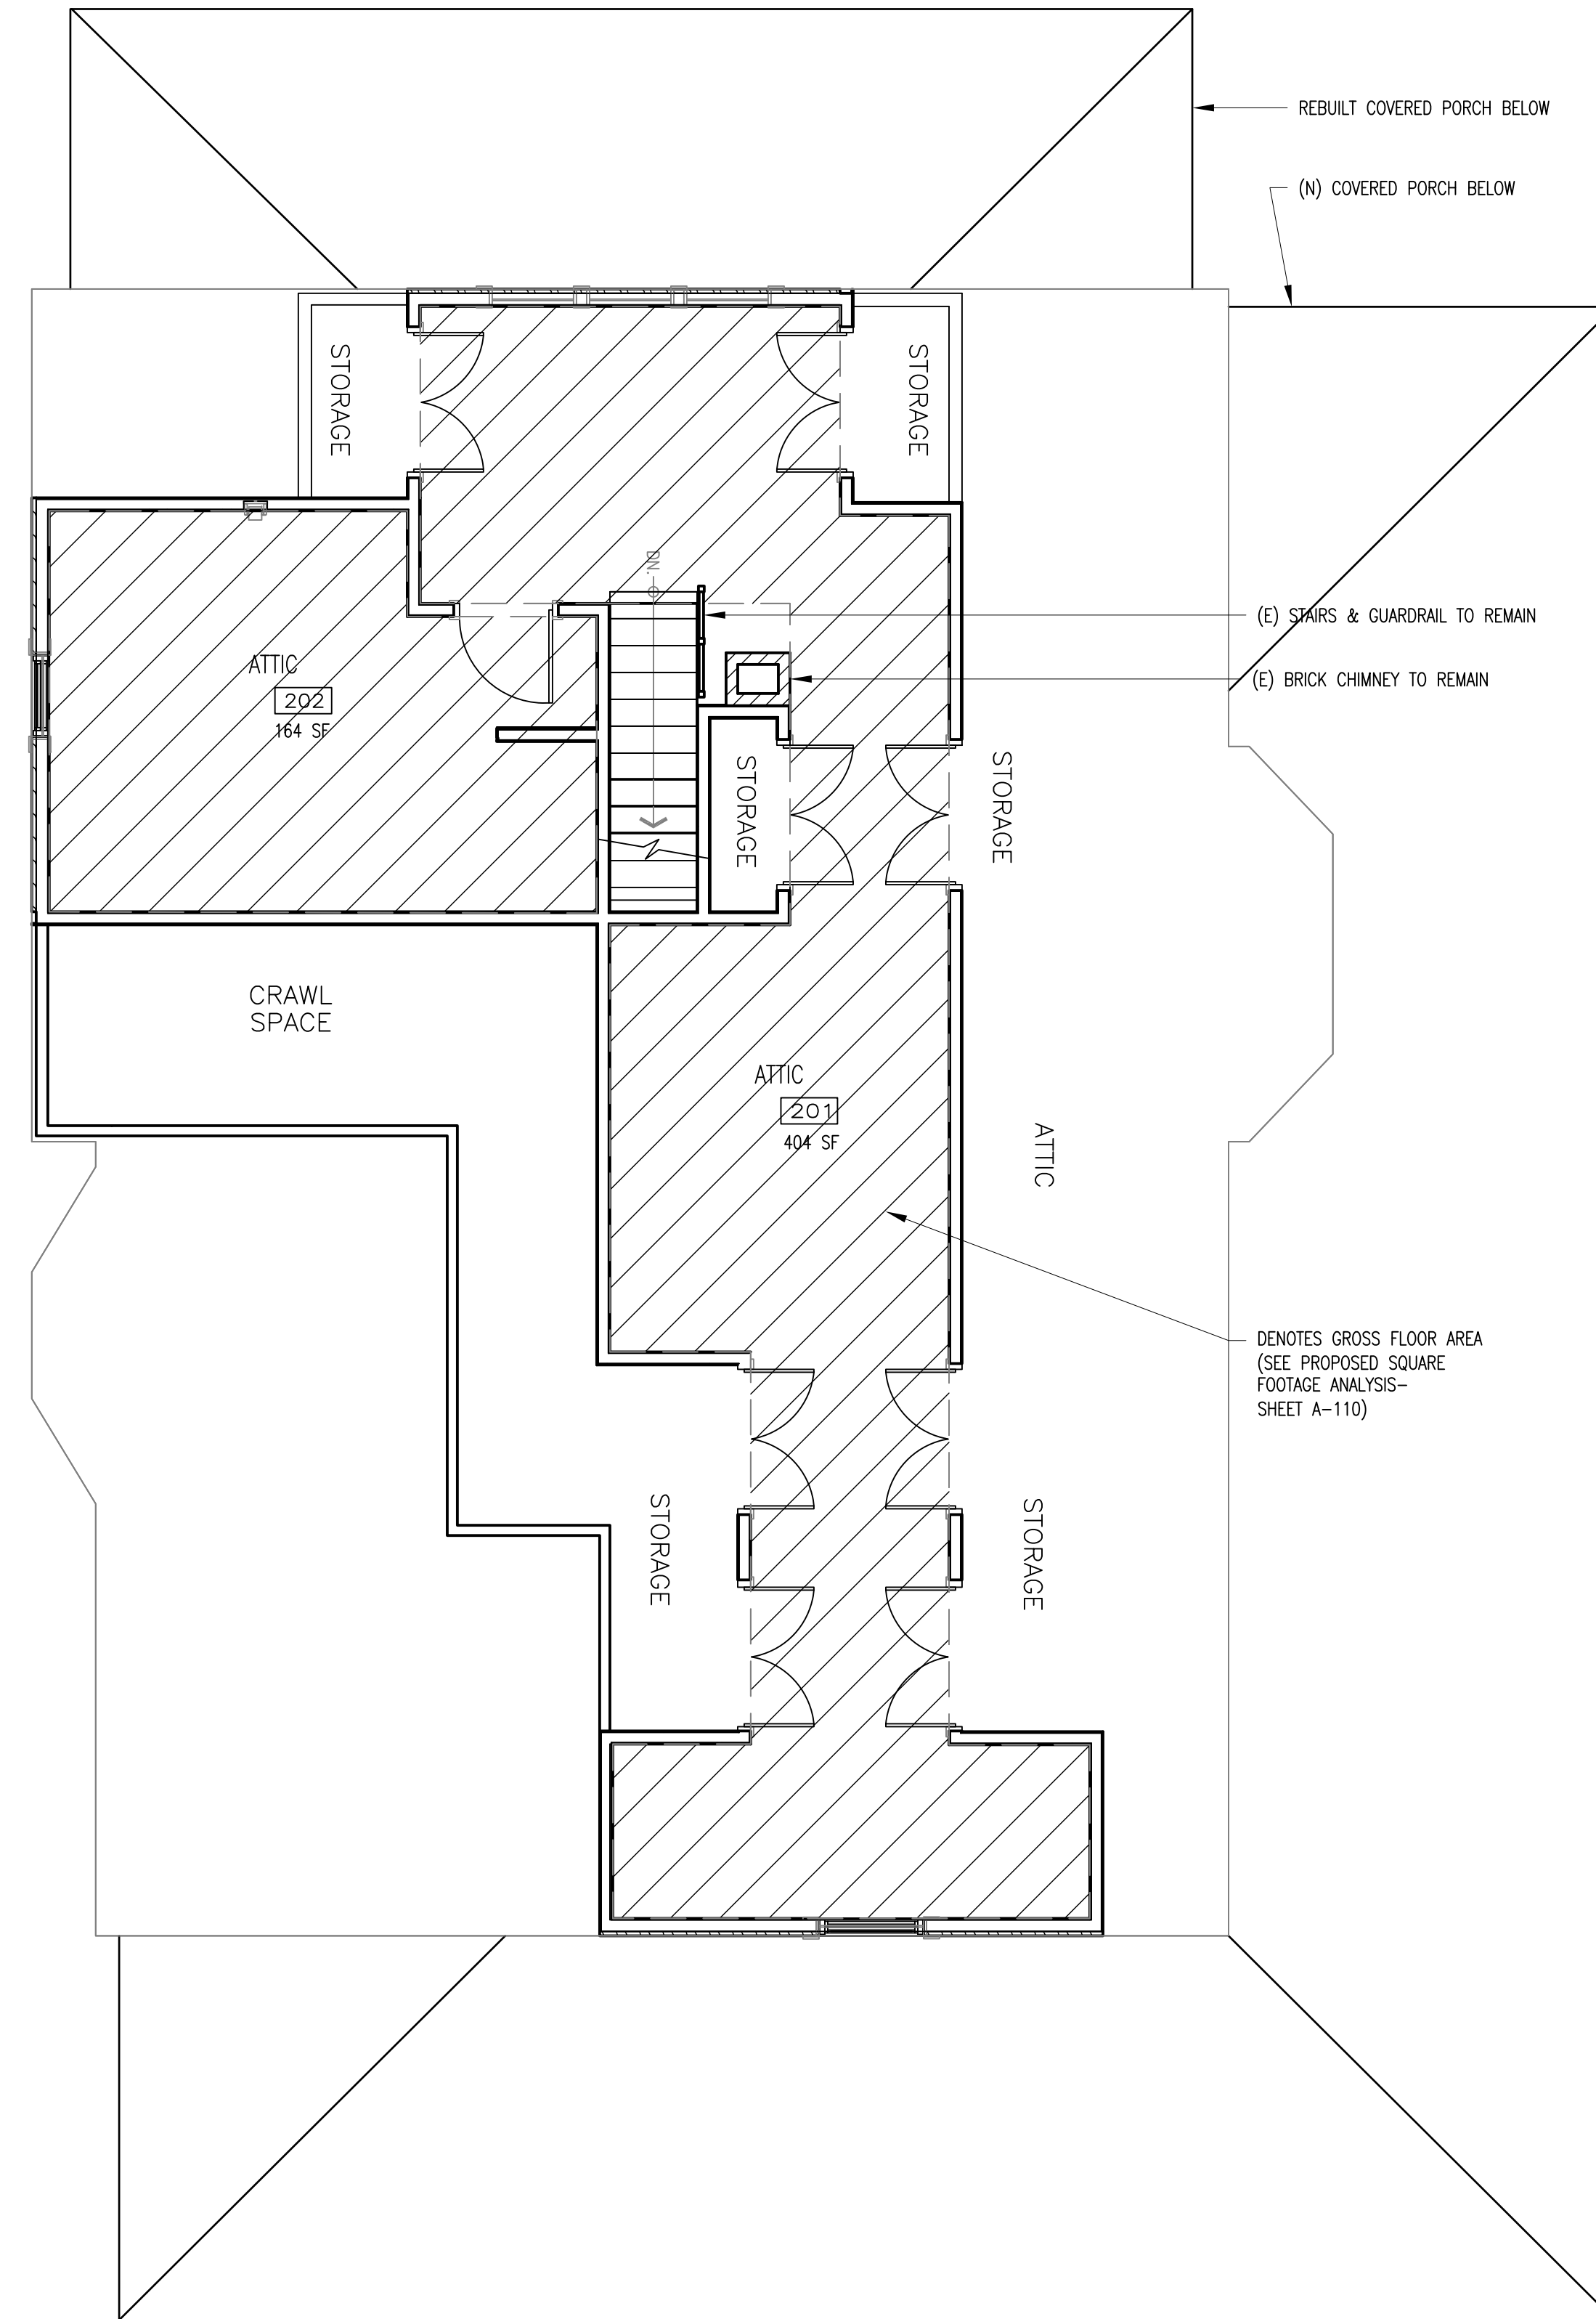 REBUILT COVERED PORCH BELOW
(N) COVERED PORCH BELOW
STORAGE
STORAGE
DN.
(E) STAIRS & GUARDRAIL TO REMAIN
ATTIC
202
164 SF
(E) BRICK CHIMNEY TO REMAIN
STORAGE
STORAGE
CRAWL
SPACE
ATTIC
201
404 SF
ATTIC
DENOTES GROSS FLOOR AREA
(SEE PROPOSED SQUARE
FOOTAGE ANALYSIS-
SHEET A-110)
STORAGE
STORAGE